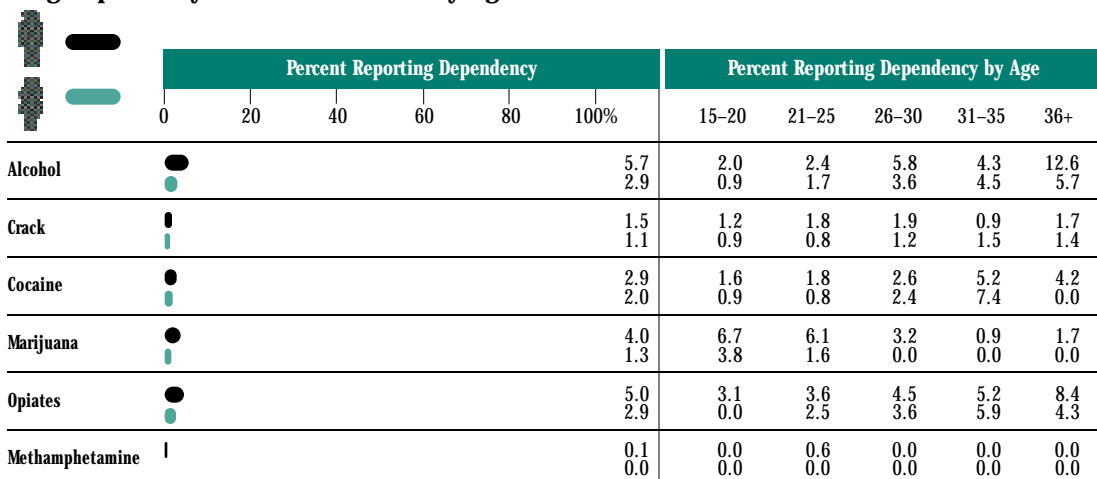 Percent Reporting Dependency Percent Reporting Dependency by Age
0 20 40 60 80 100% 15–20 21–25 26–30 31–35 36+
Alcohol
5.7 2.0 2.4 5.8 4.3 12.6
2.9 0.9 1.7 3.6 4.5 5.7
Crack
1.5 1.2 1.8 1.9 0.9 1.7
1.1 0.9 0.8 1.2 1.5 1.4
Cocaine
2.9 1.6 1.8 2.6 5.2 4.2
2.0 0.9 0.8 2.4 7.4 0.0
Marijuana
4.0 6.7 6.1 3.2 0.9 1.7
1.3 3.8 1.6 0.0 0.0 0.0
Opiates
5.0 3.1 3.6 4.5 5.2 8.4
2.9 0.0 2.5 3.6 5.9 4.3
Methamphetamine
0.1 0.0 0.6 0.0 0.0 0.0
0.0 0.0 0.0 0.0 0.0 0.0